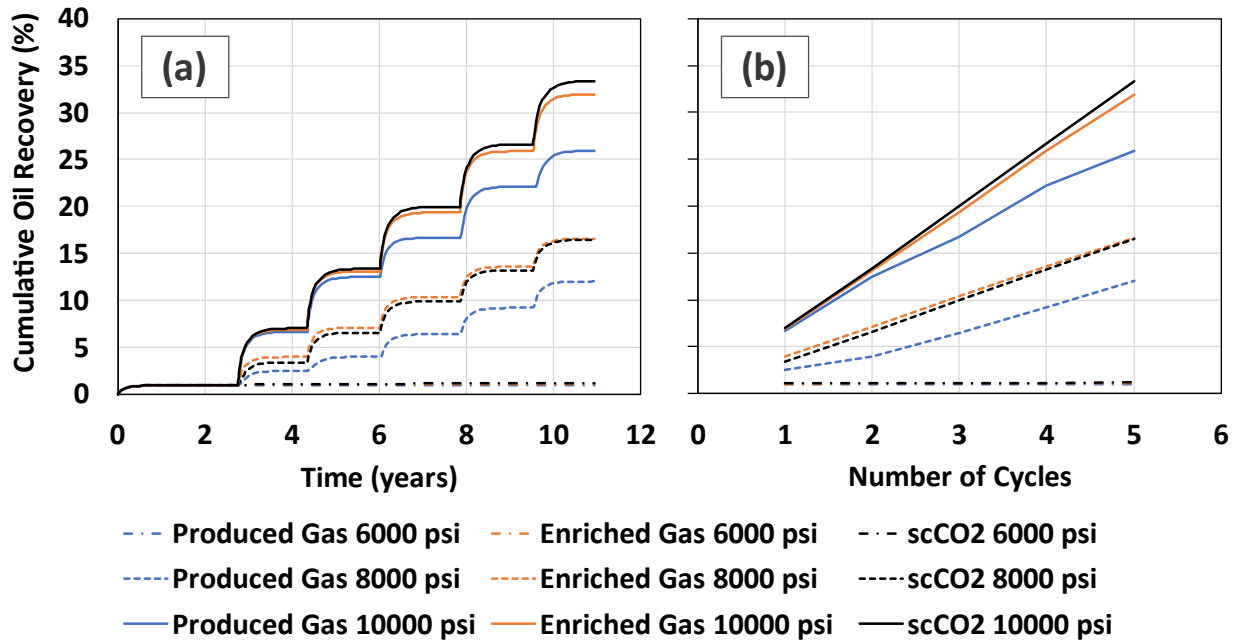 Cumulative Oil Recovery (%)
40
35
30
25
20
15
10
5
0
(a)
0 2 4 6 8 10 12
Time (years)
(b)
0 1 2 3 4 5 6
Number of Cycles
Produced Gas 6000 psi Enriched Gas 6000 psi scCO2 6000 psi
Produced Gas 8000 psi Enriched Gas 8000 psi scCO2 8000 psi
Produced Gas 10000 psi Enriched Gas 10000 psi scCO2 10000 psi